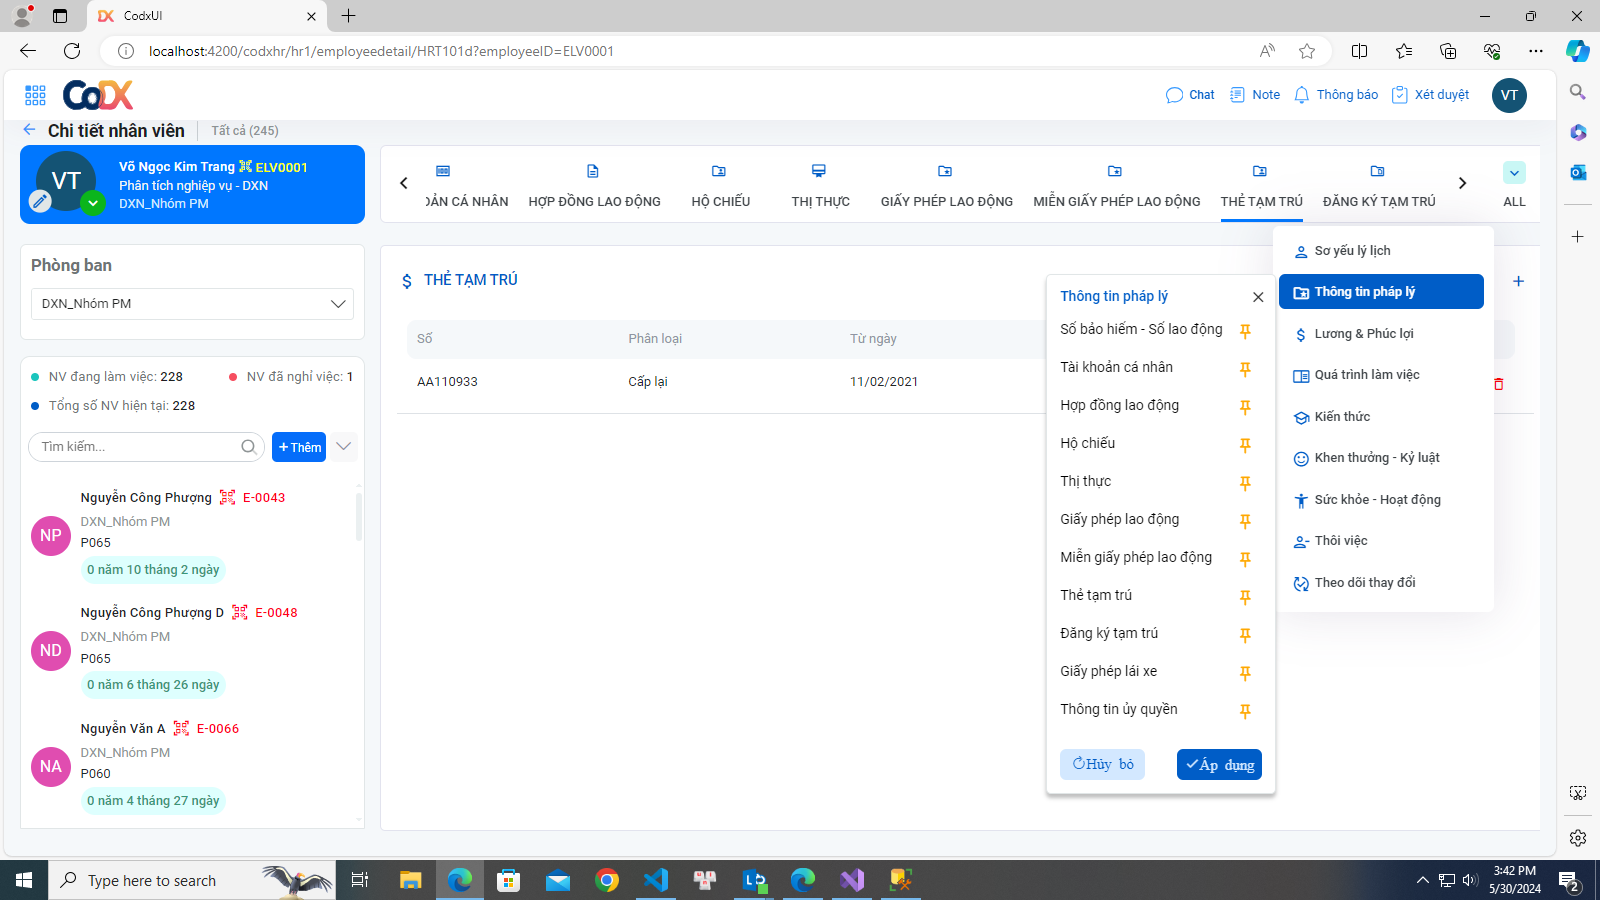 CodxUI
localhost:4200/codxhr/hr1/employeedetail/HRT101d?employeeID=ELV0001
CoDX
Chat
Note
Thông báo
Xét duyệt
VT
Chi tiết nhân viên
Tất cả (245)
VT
Võ Ngọc Kim Trang ELV0001
Phân tích nghiệp vụ - DXN
DXN_Nhóm PM
OẢN CÁ NHÂN
HỢP ĐỒNG LAO ĐỘNG
HỘ CHIẾU
THỊ THỰC
GIẤY PHÉP LAO ĐỘNG
MIỄN GIẤY PHÉP LAO ĐỘNG
THẺ TẠM TRÚ
ĐĂNG KÝ TẠM TRÚ
ALL
Phòng ban
DXN_Nhóm PM
NV đang làm việc: 228
NV đã nghỉ việc: 1
Tổng số NV hiện tại: 228
Tìm kiếm...
+ Thêm
Nguyễn Công Phượng E-0043
NP
DXN_Nhóm PM
P065
0 năm 10 tháng 2 ngày
Nguyễn Công Phượng D E-0048
ND
DXN_Nhóm PM
P065
0 năm 6 tháng 26 ngày
Nguyễn Văn A E-0066
NA
DXN_Nhóm PM
P060
0 năm 4 tháng 27 ngày
THẺ TẠM TRÚ
Số
Phân loại
Từ ngày
AA110933
Cấp lại
11/02/2021
Thông tin pháp lý
Số bảo hiểm - Số lao động
Tài khoản cá nhân
Hợp đồng lao động
Hộ chiếu
Thị thực
Giấy phép lao động
Miễn giấy phép lao động
Thẻ tạm trú
Đăng ký tạm trú
Giấy phép lái xe
Thông tin ủy quyền
Hủy bỏ
Áp dụng
Sơ yếu lý lịch
Thông tin pháp lý
Lương & Phúc lợi
Quá trình làm việc
Kiến thức
Khen thưởng - Kỷ luật
Sức khỏe - Hoạt động
Thôi việc
Theo dõi thay đổi
Type here to search
3:42 PM
5/30/2024
2